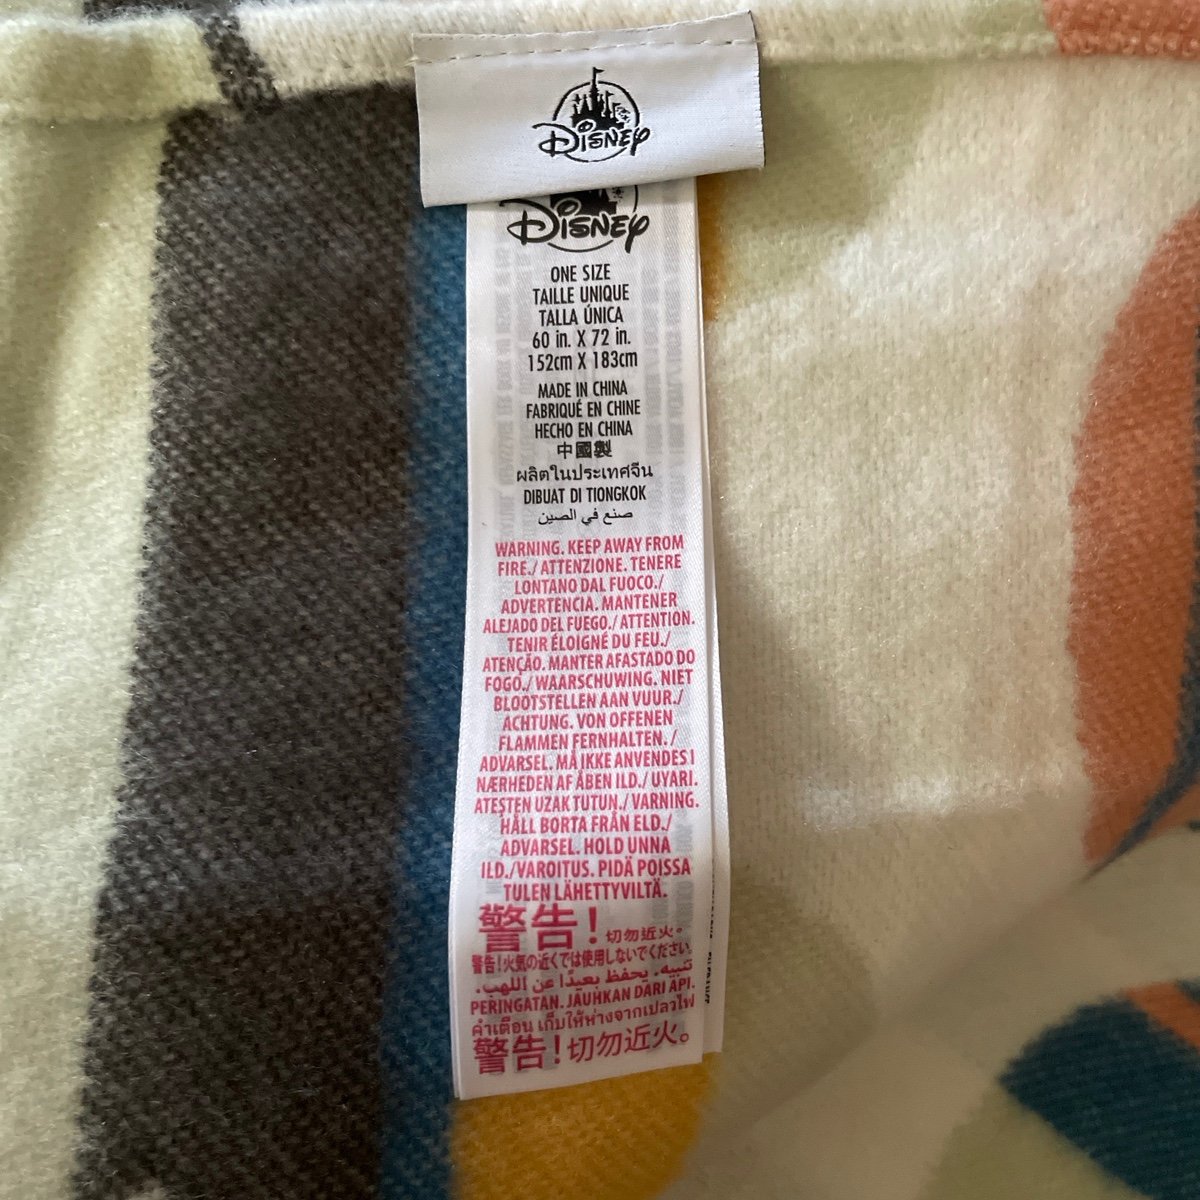 DISNEY
DISNEY
ONE SIZE
TAILLE UNIQUE
TALLA ÚNICA
60 in. X 72 in.
152cm X 183cm
MADE IN CHINA
FABRIQUÉ EN CHINE
HECHO EN CHINA
中國製
ผลิตในประเทศจีน
DIBUAT DI TIONGKOK
صنع في الصين
WARNING. KEEP AWAY FROM
FIRE./ ATTENZIONE. TENERE
LONTANO DAL FUOCO./
ADVERTENCIA. MANTENER
ALEJADO DEL FUEGO./ ATTENTION.
TENIR ÉLOIGNÉ DU FEU./
ATENÇÃO. MANTER AFASTADO DO
FOGO./ WAARSCHUWING. NIET
BLOOTSTELLEN AAN VUUR./
ACHTUNG. VON OFFENEN
FLAMMEN FERNHALTEN. /
ADVARSEL. MÅ IKKE ANVENDES I
NÆRHEDEN AF ÅBEN ILD./ UYARI.
ATEŞTEN UZAK TUTUN./ VARNING.
HÅLL BORTA FRÅN ELD./
ADVARSEL. HOLD UNNA
ILD./VAROITUS. PIDÄ POISSA
TULEN LÄHETTYVILTÄ.
警告！切勿近火。
警告！火気の近くでは使用しないでください。
تنبيه. يحفظ بعيدًا عن اللهب.
PERINGATAN. JAUHKAN DARI API.
คำเตือน เก็บให้ห่างจากเปลวไฟ
警告！切勿近火。